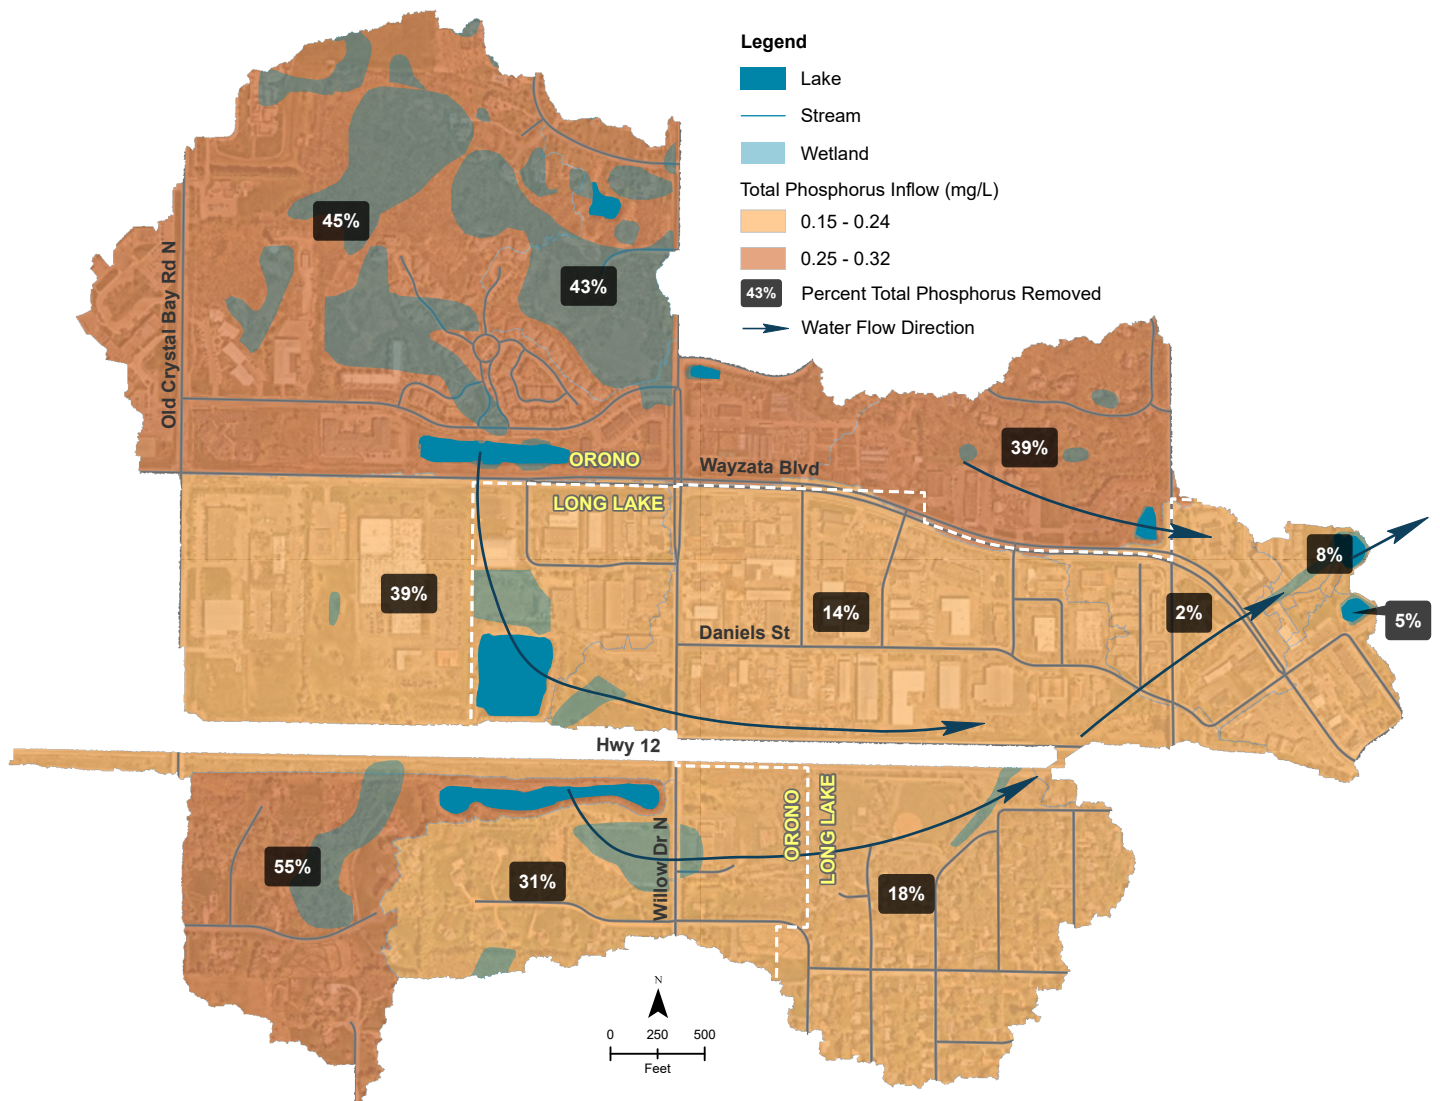 Legend
Lake
Stream
Wetland
Total Phosphorus Inflow (mg/L)
0.15 - 0.24
0.25 - 0.32
43% Percent Total Phosphorus Removed
Water Flow Direction
45%
43%
Old Crystal Bay Rd N
39%
ORONO
Wayzata Blvd
LONG LAKE
8%
39%
14%
2%
5%
Daniels St
Hwy 12
ORONO
LONG LAKE
Willow Dr N
55%
31%
18%
N
0 250 500
Feet